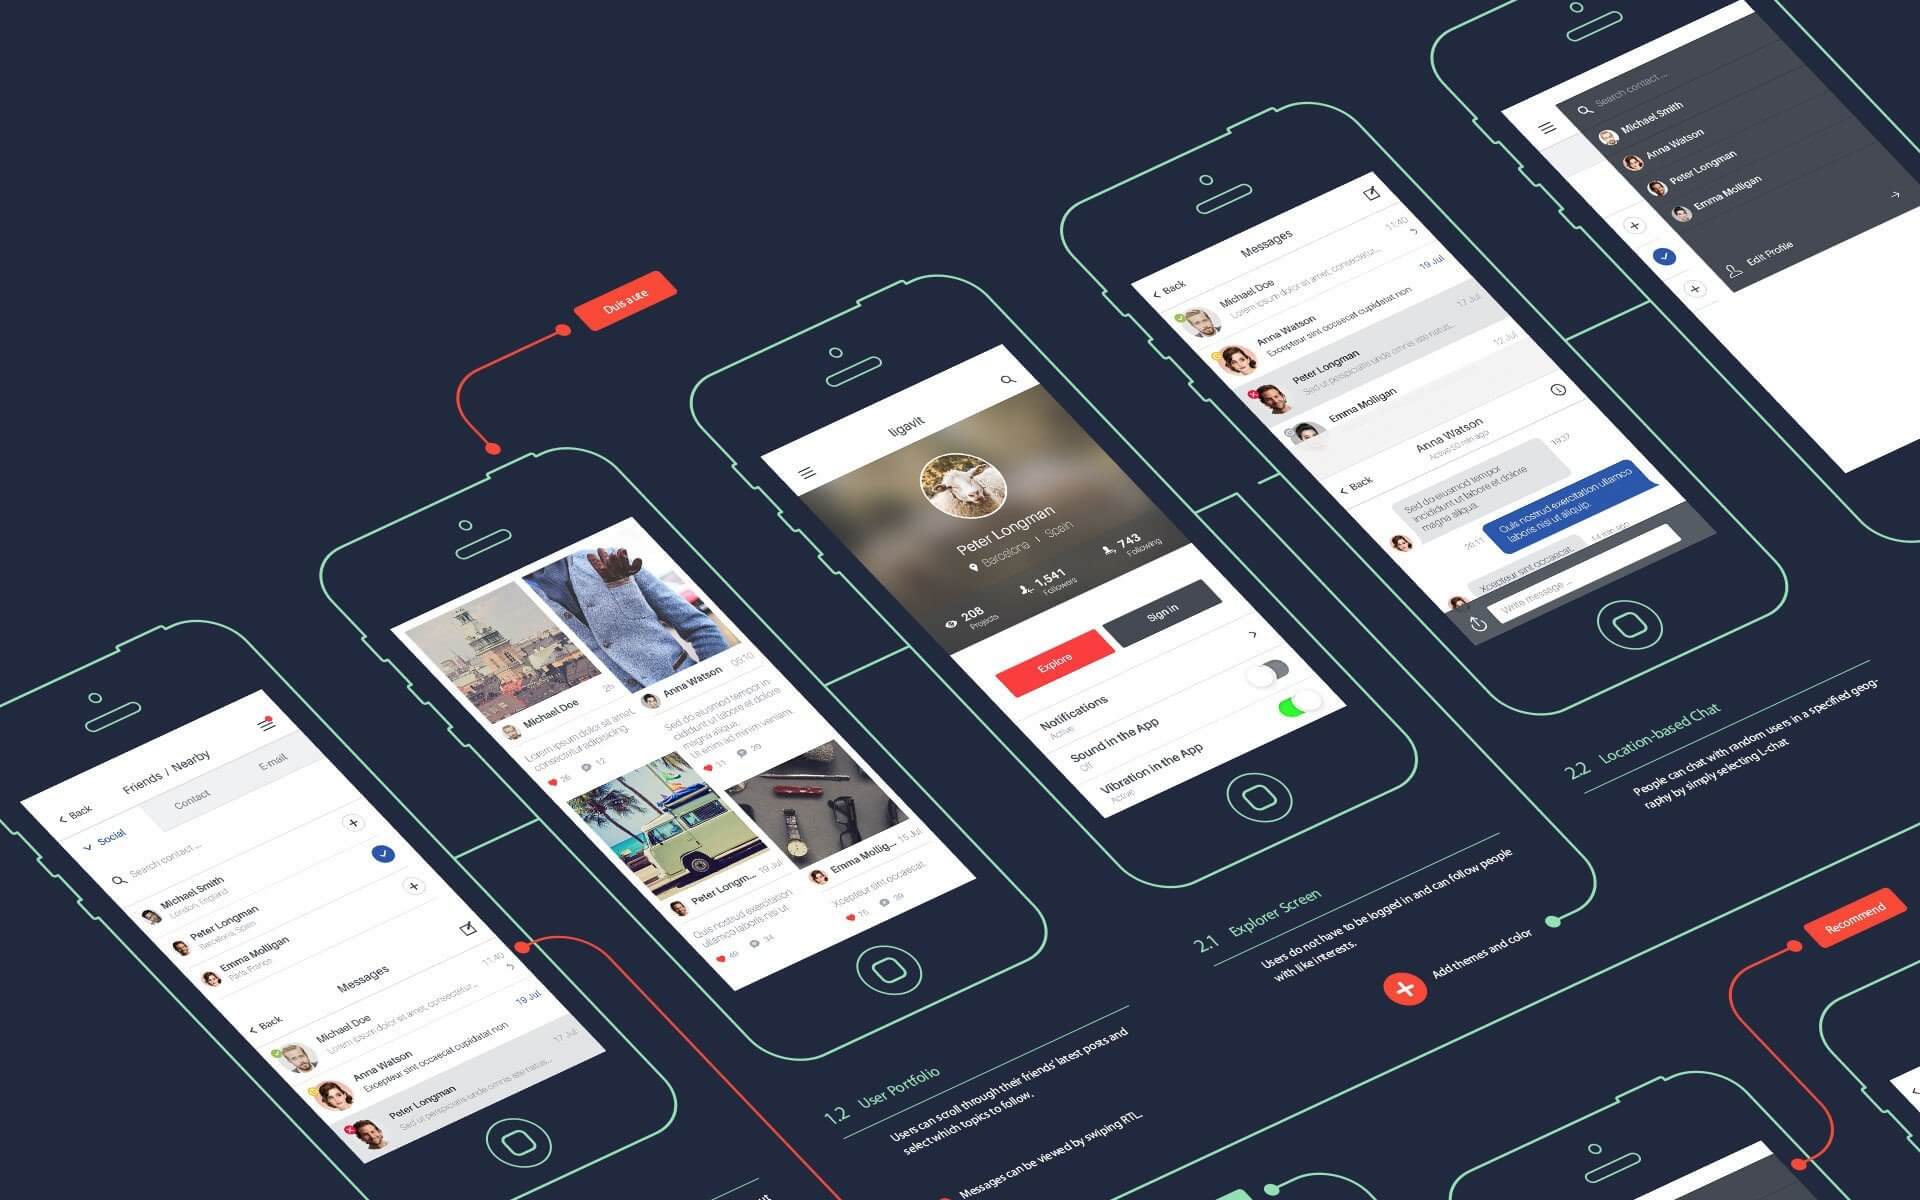 Friends / Nearby
Back
Social
Contact
E-mail
Search contact ...
Michael Smith
London, England
Peter Longman
Barcelona, Spain
Emma Molligan
Paris, France
Messages
Back
11:40
Michael Doe
Lorem ipsum dolor si amet, consectetur...
19 Jul
Anna Watson
Excepteur sint occaecat cupidatat non
17 Jul
Peter Longman
Sed ut perspiciatis unde omnis iste natus...
Duis aure
Michael Doe
2h
Lorem ipsum dolor si amet,
consectetur adipisicing.
26
12
Anna Watson
05:10
Sed do eiusmod tempor in-
cididunt ut labore et dolore
magna aliqua.
Ut enim ad minim veniam.
31
29
Peter Longm...
19 Jul
Quis nostrud exercitation
ullamco laboris nisi ut
46
34
Emma Mollig...
15 Jul
Xcepteur sint occaecat.
75
39
1.2 User Portfolio
Users can scroll through their friends' latest posts and
select which topics to follow.
Messages can be viewed by swiping RTL.
ligavit
Peter Longman
Barcelona | Spain
208
Projects
1,541
Followers
743
Following
Explore
Sign in
Notifications
Active
Sound in the App
Off
Vibration in the App
Active
2.1 Explorer Screen
Users do not have to be logged in and can follow people
with like interests.
Add themes and color
Messages
Back
11:40
Michael Doe
Lorem ipsum dolor si amet, consectetur...
19 Jul
Anna Watson
Excepteur sint occaecat cupidatat non
17 Jul
Peter Longman
Sed ut perspiciatis unde omnis iste natus...
12 Jul
Emma Molligan
Anna Watson
Active 50 min ago
Back
Sed do eiusmod tempor
incididunt ut labore et dolore
magna aliqua.
19:37
Quis nostrud exercitation ullamco
laboris nisi ut aliquip.
20:11
Xcepteur sint occaecat.
14 min ago
Write message ...
2.2 Location-based Chat
People can chat with random users in a specified geog-
raphy by simply selecting L-chat
Search contact ...
Michael Smith
Anna Watson
Peter Longman
Emma Molligan
Edit Profile
Recommend